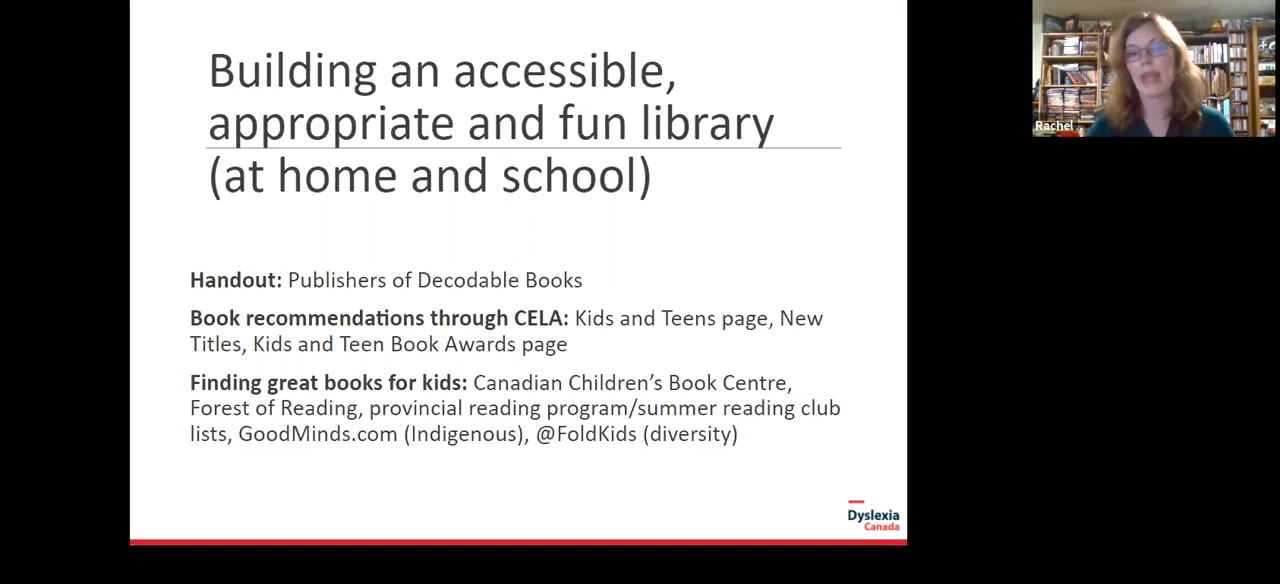 Building an accessible,
appropriate and fun library
(at home and school)
Handout: Publishers of Decodable Books
Book recommendations through CELA: Kids and Teens page, New
Titles, Kids and Teen Book Awards page
Finding great books for kids: Canadian Children’s Book Centre,
Forest of Reading, provincial reading program/summer reading club
lists, GoodMinds.com (Indigenous), @FoldKids (diversity)
Dyslexia
Canada
Rachel